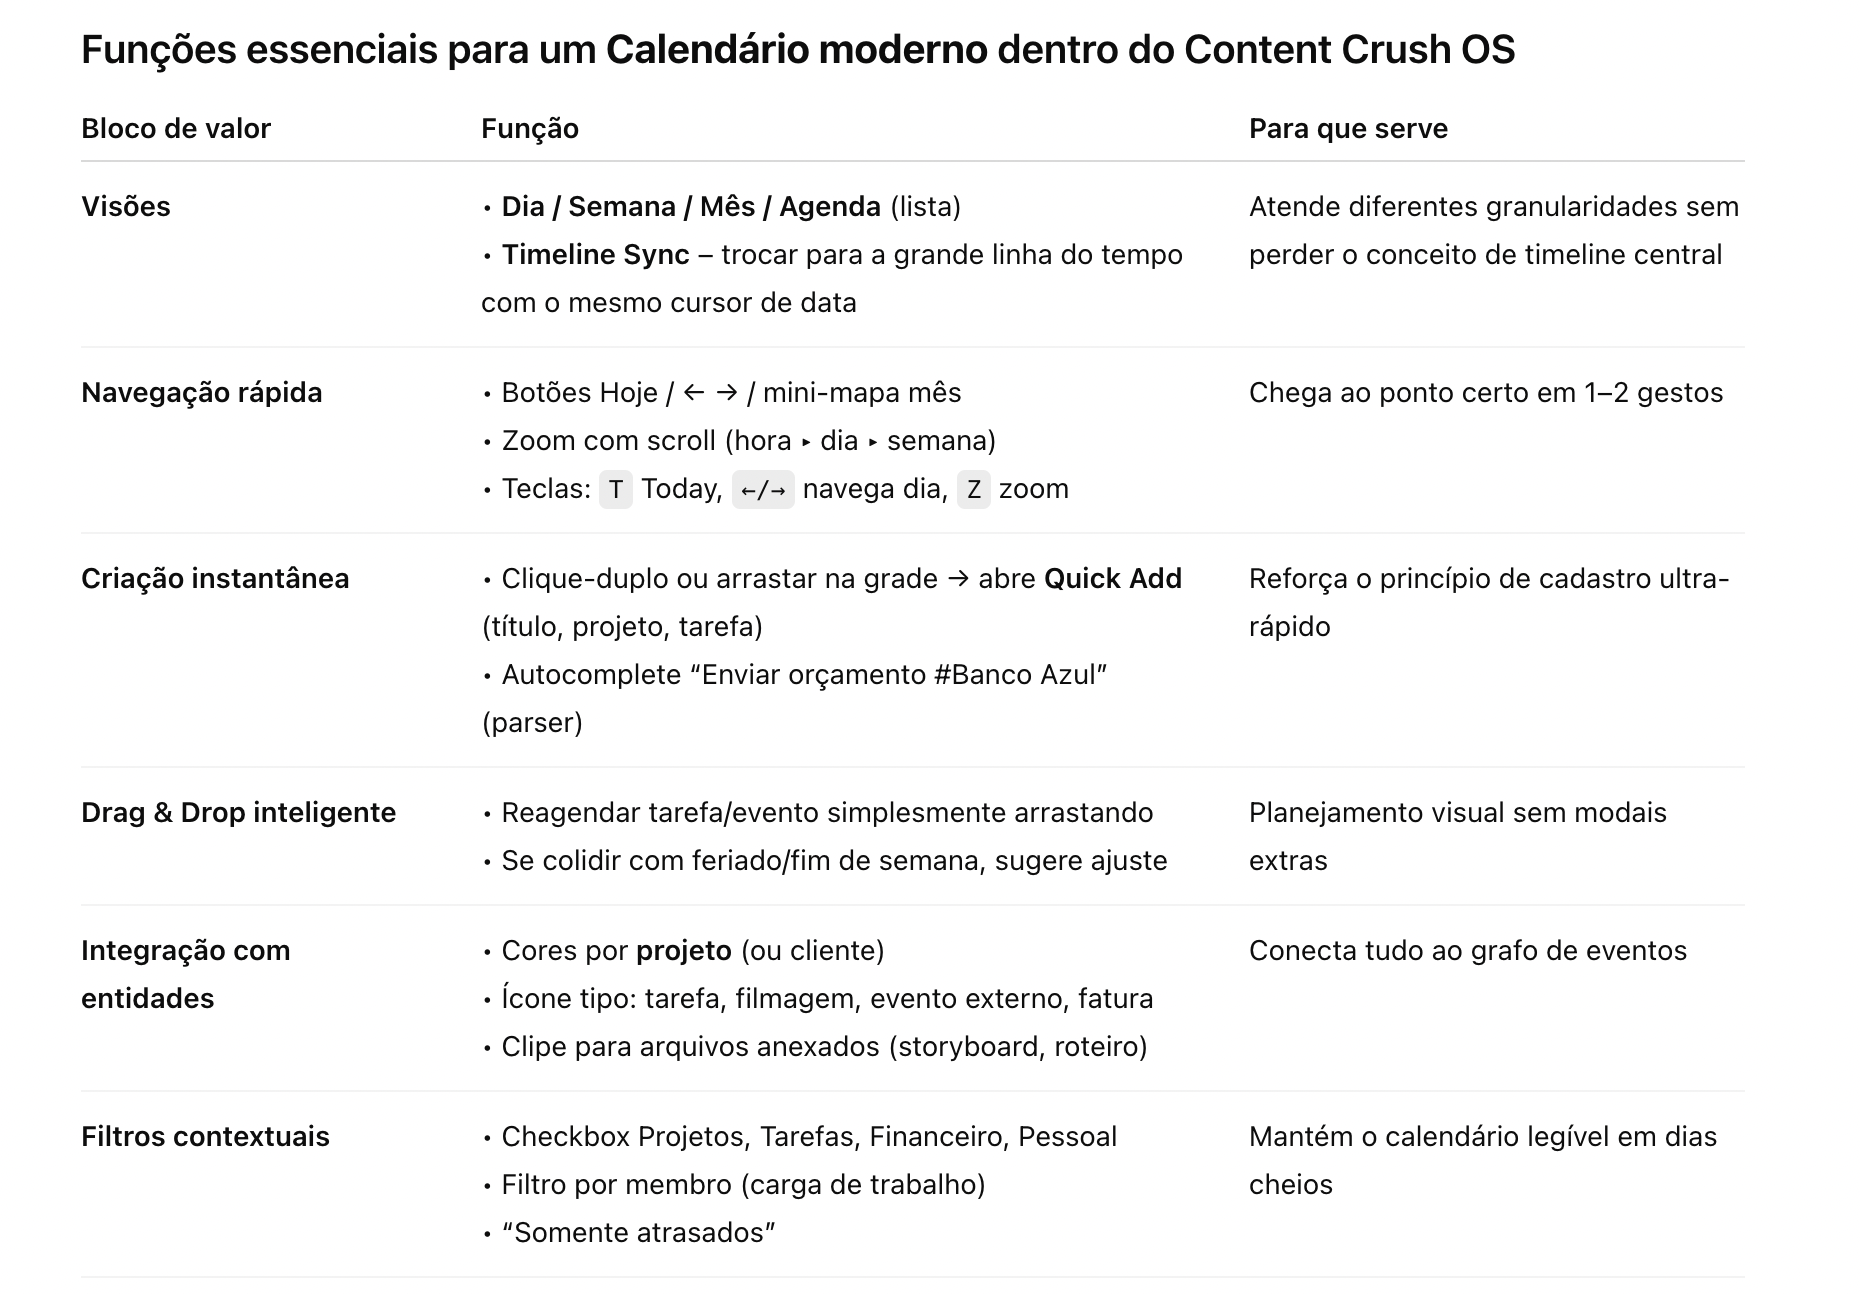 Funções essenciais para um Calendário moderno dentro do Content Crush OS
Bloco de valor Função Para que serve
Visões
• Dia / Semana / Mês / Agenda (lista)
• Timeline Sync – trocar para a grande linha do tempo
com o mesmo cursor de data
Atende diferentes granularidades sem
perder o conceito de timeline central
Navegação rápida
• Botões Hoje / ← → / mini-mapa mês
• Zoom com scroll (hora ▸ dia ▸ semana)
• Teclas: T Today, ←/→ navega dia, Z zoom
Chega ao ponto certo em 1–2 gestos
Criação instantânea
• Clique-duplo ou arrastar na grade → abre Quick Add
(título, projeto, tarefa)
• Autocomplete “Enviar orçamento #Banco Azul”
(parser)
Reforça o princípio de cadastro ultra-
rápido
Drag & Drop inteligente
• Reagendar tarefa/evento simplesmente arrastando
• Se colidir com feriado/fim de semana, sugere ajuste
Planejamento visual sem modais
extras
Integração com
entidades
• Cores por projeto (ou cliente)
• Ícone tipo: tarefa, filmagem, evento externo, fatura
• Clipe para arquivos anexados (storyboard, roteiro)
Conecta tudo ao grafo de eventos
Filtros contextuais
• Checkbox Projetos, Tarefas, Financeiro, Pessoal
• Filtro por membro (carga de trabalho)
• “Somente atrasados”
Mantém o calendário legível em dias
cheios